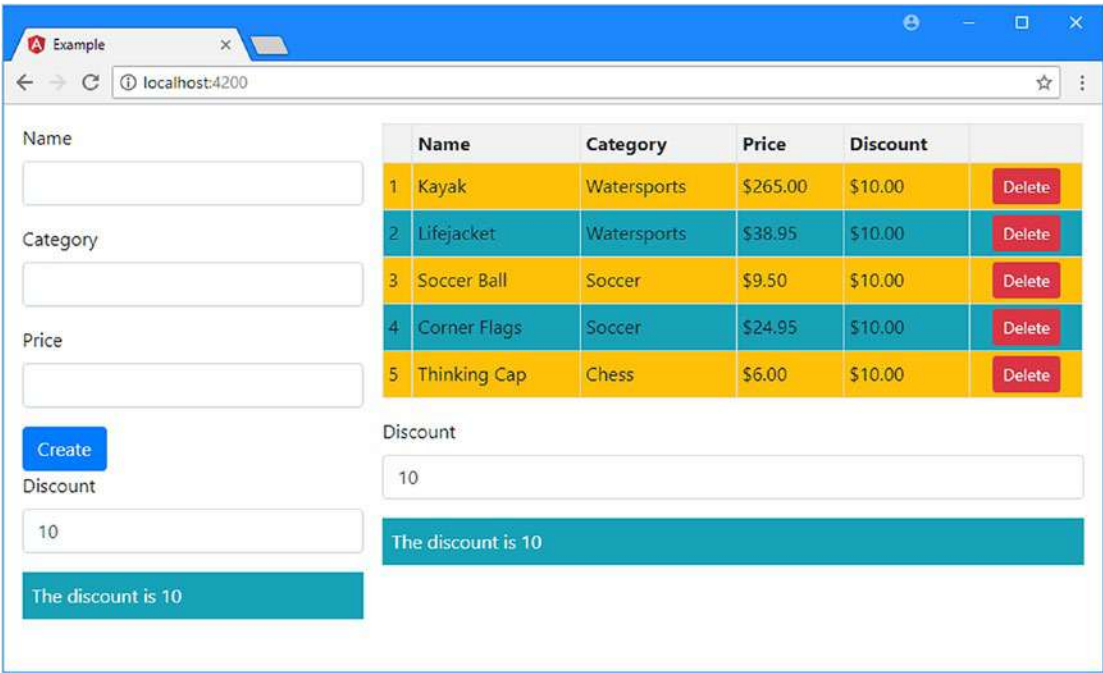 Example
localhost:4200
Name
Category
Price
Create
Discount
10
The discount is 10
Name Category Price Discount
1 Kayak Watersports $265.00 $10.00 Delete
2 Lifejacket Watersports $38.95 $10.00 Delete
3 Soccer Ball Soccer $9.50 $10.00 Delete
4 Corner Flags Soccer $24.95 $10.00 Delete
5 Thinking Cap Chess $6.00 $10.00 Delete
Discount
10
The discount is 10